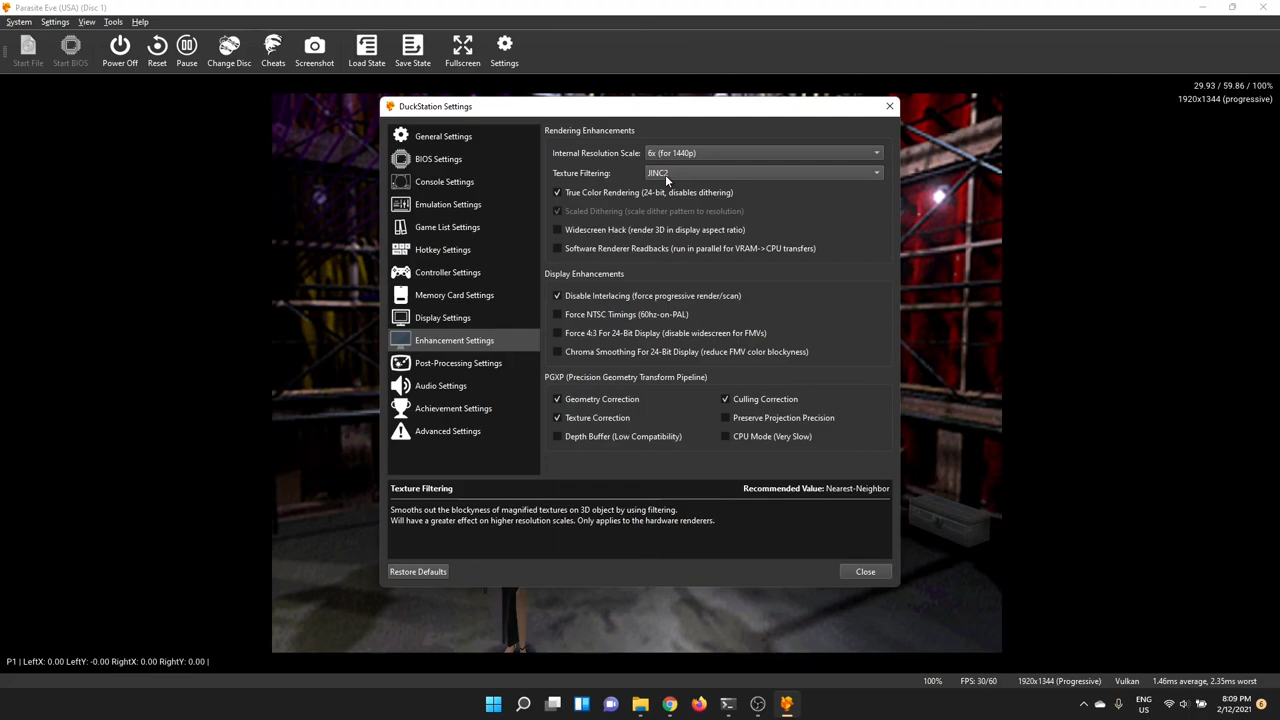 Parasite Eve (USA) (Disc 1)
System Settings View Tools Help
Start File Start BIOS Power Off Reset Pause Change Disc Cheats Screenshot Load State Save State Fullscreen Settings
29.93 / 59.86 / 100%
1920x1344 (progressive)
DuckStation Settings
General Settings
BIOS Settings
Console Settings
Emulation Settings
Game List Settings
Hotkey Settings
Controller Settings
Memory Card Settings
Display Settings
Enhancement Settings
Post-Processing Settings
Audio Settings
Achievement Settings
Advanced Settings
Rendering Enhancements
Internal Resolution Scale: 6x (for 1440p)
Texture Filtering: JINC2
True Color Rendering (24-bit, disables dithering)
Scaled Dithering (scale dither pattern to resolution)
Widescreen Hack (render 3D in display aspect ratio)
Software Renderer Readbacks (run in parallel for VRAM->CPU transfers)
Display Enhancements
Disable Interlacing (force progressive render/scan)
Force NTSC Timings (60hz-on-PAL)
Force 4:3 For 24-Bit Display (disable widescreen for FMVs)
Chroma Smoothing For 24-Bit Display (reduce FMV color blockyness)
PGXP (Precision Geometry Transform Pipeline)
Geometry Correction Culling Correction
Texture Correction Preserve Projection Precision
Depth Buffer (Low Compatibility) CPU Mode (Very Slow)
Texture Filtering Recommended Value: Nearest-Neighbor
Smooths out the blockyness of magnified textures on 3D object by using filtering.
Will have a greater effect on higher resolution scales. Only applies to the hardware renderers.
Restore Defaults Close
P1 | LeftX: 0.00 LeftY: -0.00 RightX: 0.00 RightY: 0.00 |
100% FPS: 30/60 1920x1344 (Progressive) Vulkan 1.46ms average, 2.35ms worst
ENG
US
8:09 PM
2/12/2021
6